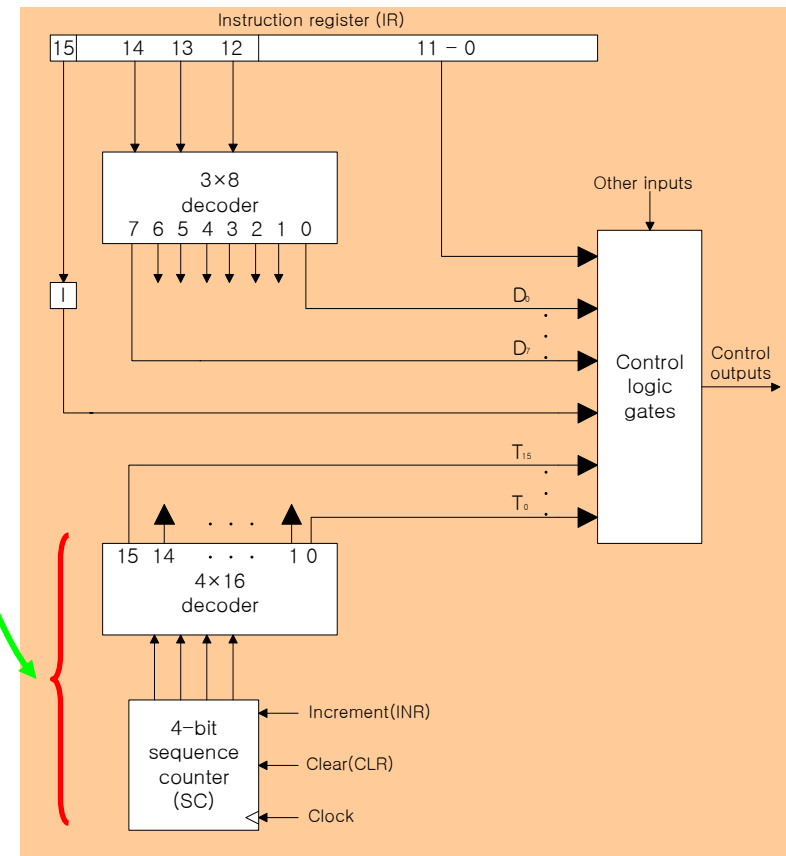 Instruction register (IR)
15 14 13 12 11 - 0
3×8
decoder
7 6 5 4 3 2 1 0
Other inputs
I
D₀
D₇
Control
logic
gates
Control
outputs
T₁₅
T₀
15 14 . . . 1 0
4×16
decoder
4-bit
sequence
counter
(SC)
Increment(INR)
Clear(CLR)
Clock